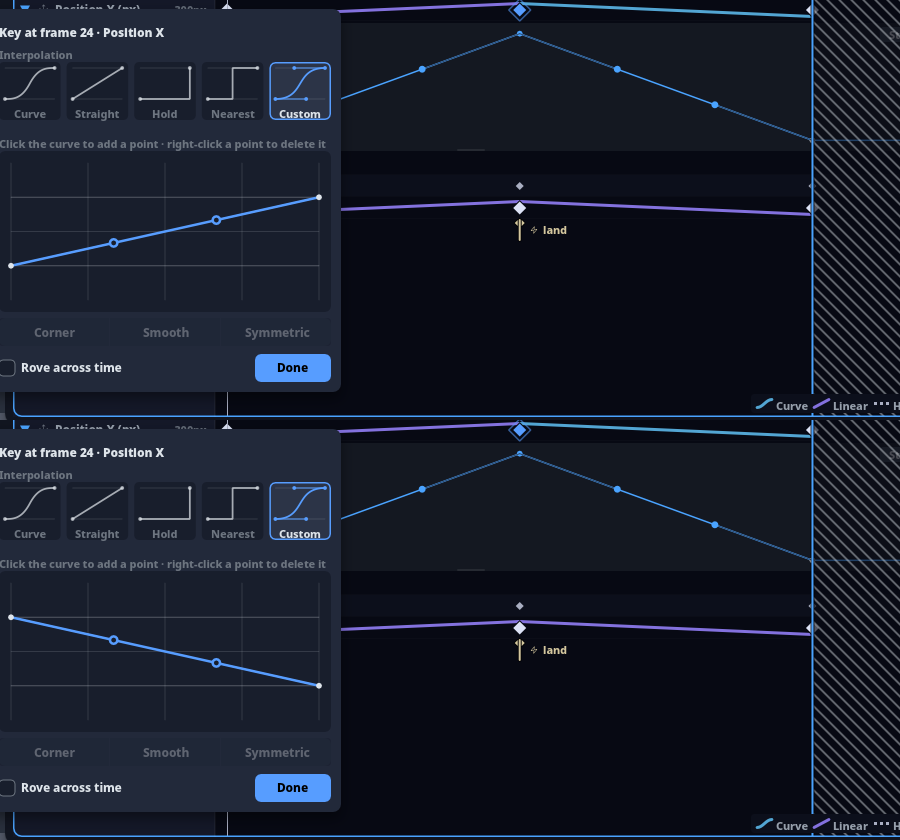 Position X (px) 200px
Key at frame 24 · Position X
Interpolation
Curve Straight Hold Nearest Custom
Click the curve to add a point · right-click a point to delete it
land
Corner Smooth Symmetric
Rove across time Done
Curve Linear H
Position X (px)
Key at frame 24 · Position X
Interpolation
Curve Straight Hold Nearest Custom
Click the curve to add a point · right-click a point to delete it
land
Corner Smooth Symmetric
Rove across time Done
Curve Linear H